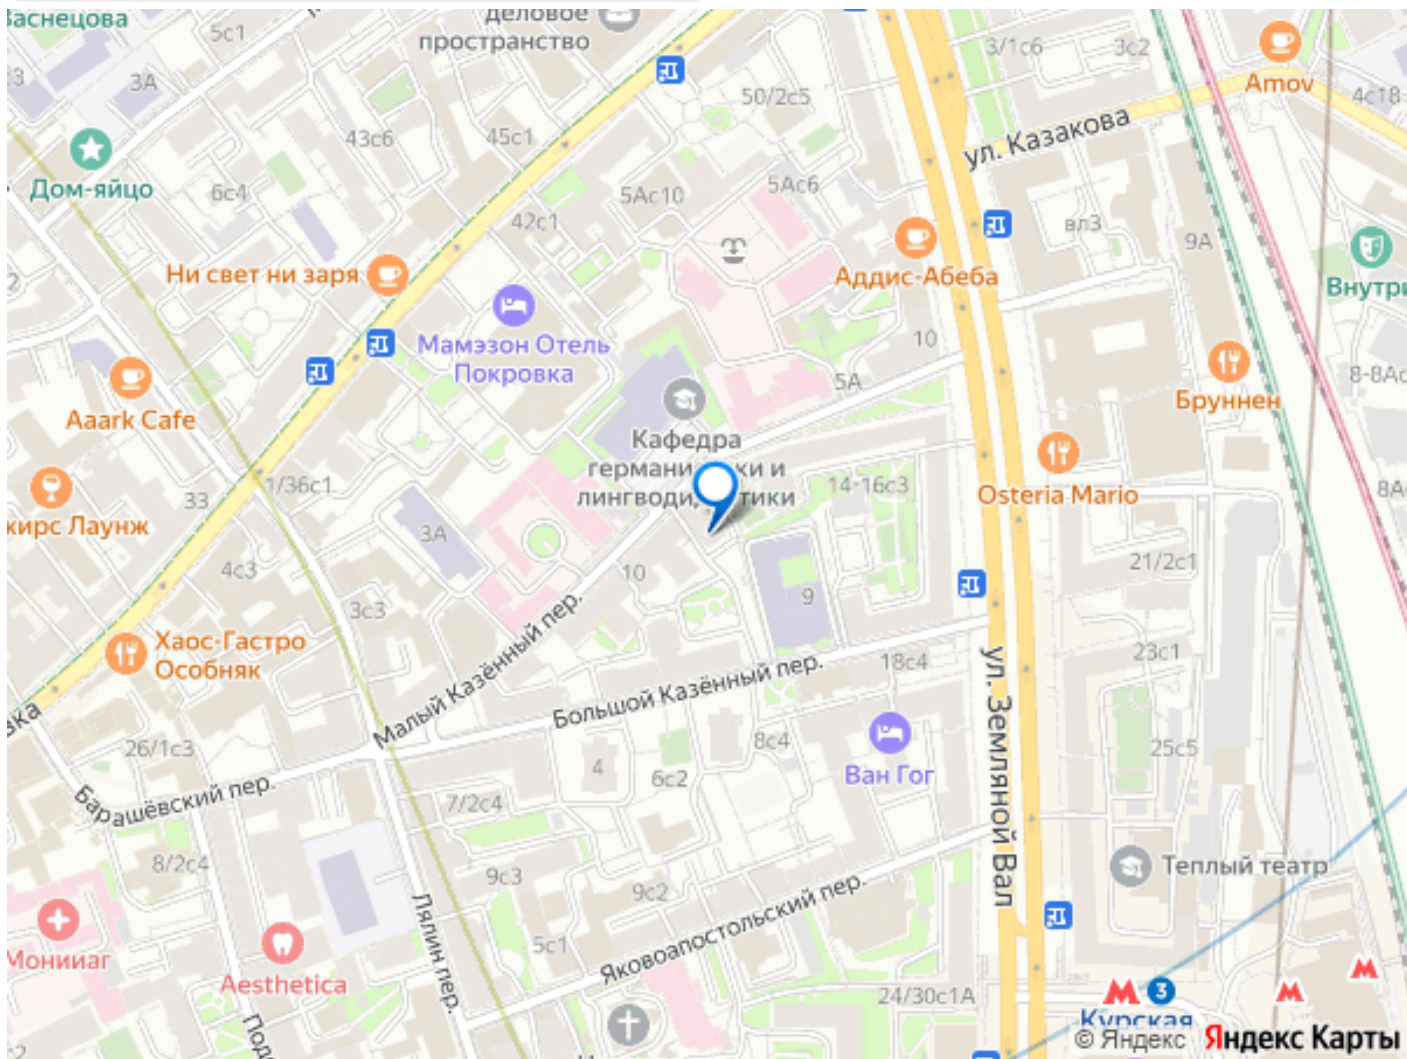 Васнецова
деловое
пространство
5с1
3А
43с6
45с1
50/2с5
3/1с6
3с2
Amov
4с18
ул. Казакова
Дом-яйцо
6с4
5Ас10
5Ас6
42с1
вл3
9А
Ни свет ни заря
Аддис-Абеба
Внутри
Мамэзон Отель
Покровка
10
5А
8-8Ас
Бруннен
Aaark Cafe
Кафедра
германи ки и
лингводи тики
14-16с3
Osteria Mario
8А
33
1/36с1
кирс Лаунж
3А
4с3
3с3
10
9
21/2с1
Хаос-Гастро
Особняк
Малый Казённый пер.
Большой Казённый пер.
18с4
23с1
ул. Земляной Вал
вка
26/1с3
4
6с2
8с4
Ван Гог
25с5
Барашёвский пер.
7/2с4
8/2с4
9с3
9с2
Теплый театр
Лялин пер.
Яковоапостольский пер.
5с1
Мониииаг
Aesthetica
24/30с1А
3
Курская
© Яндекс Яндекс Карты